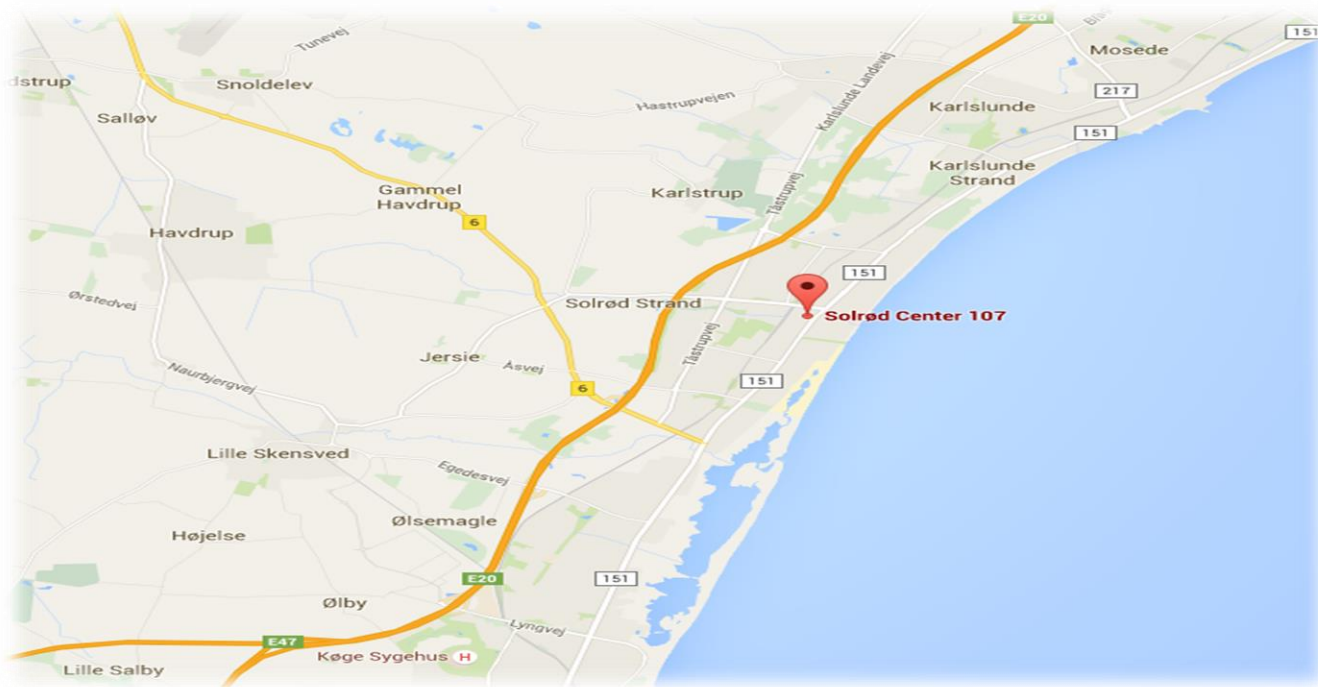 E20
151
Mosede
Tunevej
dstrup
Snoldelev
217
Hastrupvejen
Karlslunde Landevej
Karlslunde
Salløv
151
Karlslunde
Strand
Gammel
Havdrup
Karlstrup
Tåstrupvej
6
Havdrup
151
Ørstedvej
Solrød Strand
Solrød Center 107
Tåstrupvej
Jersie
Åsvej
Naurbjergvej
6
151
Lille Skensved
Egedesvej
Ølsemagle
Højelse
E20
151
Ølby
Lyngvej
E47
Køge Sygehus H
Lille Salby